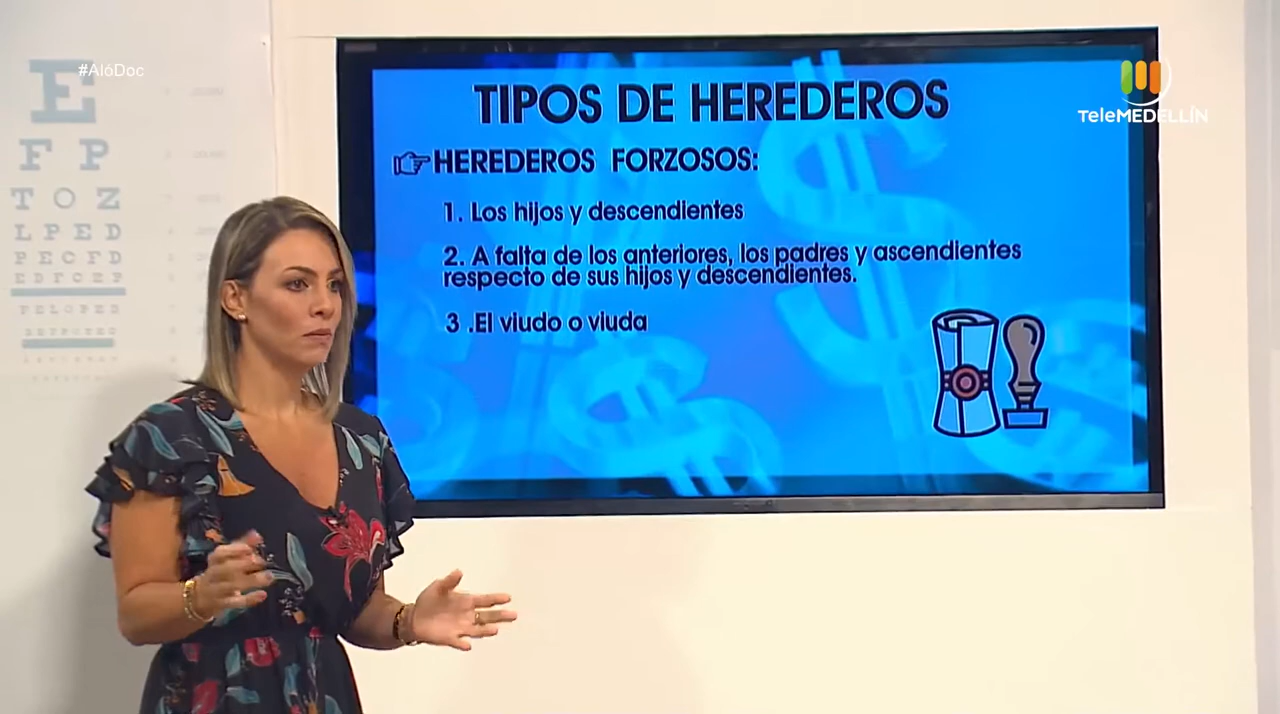 #AlóDoc
TeleMEDELLÍN
TIPOS DE HEREDEROS
HEREDEROS FORZOSOS:
1. Los hijos y descendientes
2. A falta de los anteriores, los padres y ascendientes
respecto de sus hijos y descendientes.
3 .El viudo o viuda
E
F P
T O Z
L P E D
P E C F D
E D F C Z P
F E L O P Z D